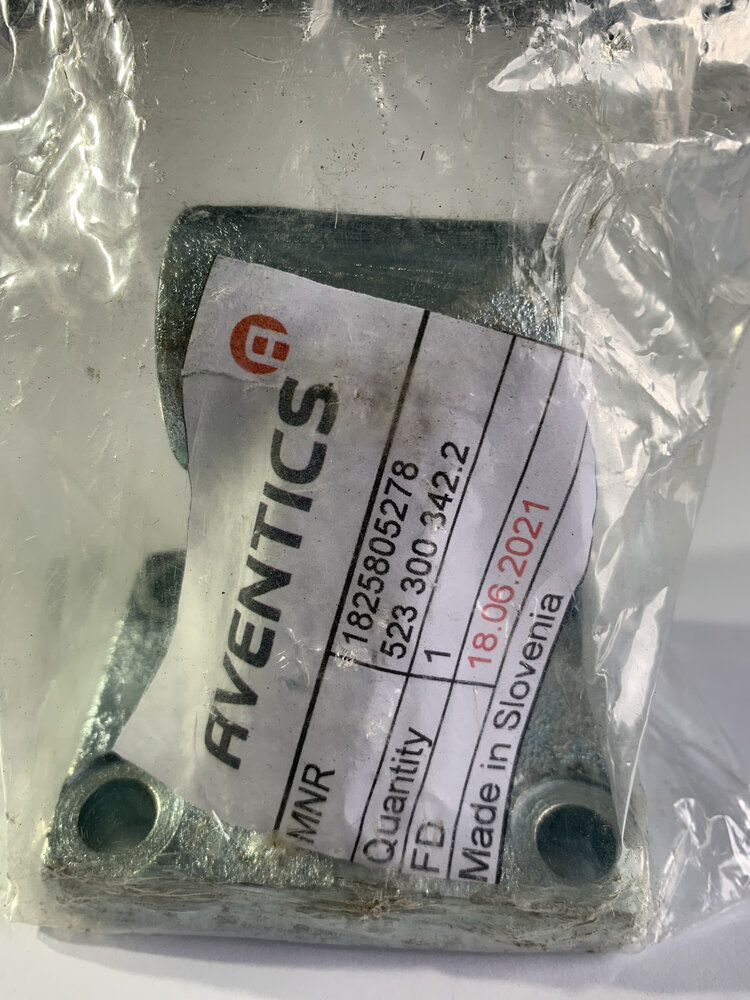 AVENTICS
MNR 1825805278
523 300 342.2
Quantity 1
FD 18.06.2021
Made in Slovenia